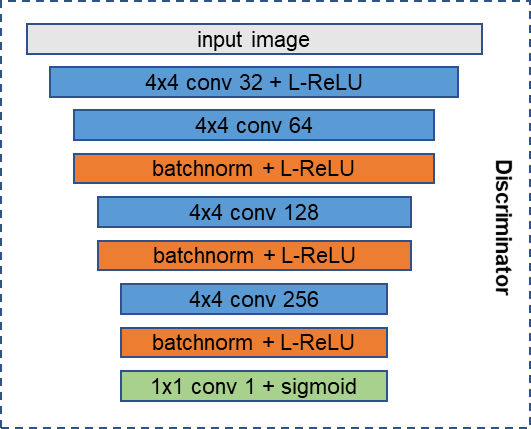 input image
4x4 conv 32 + L-ReLU
4x4 conv 64
batchnorm + L-ReLU
4x4 conv 128
batchnorm + L-ReLU
4x4 conv 256
batchnorm + L-ReLU
1x1 conv 1 + sigmoid
Discriminator